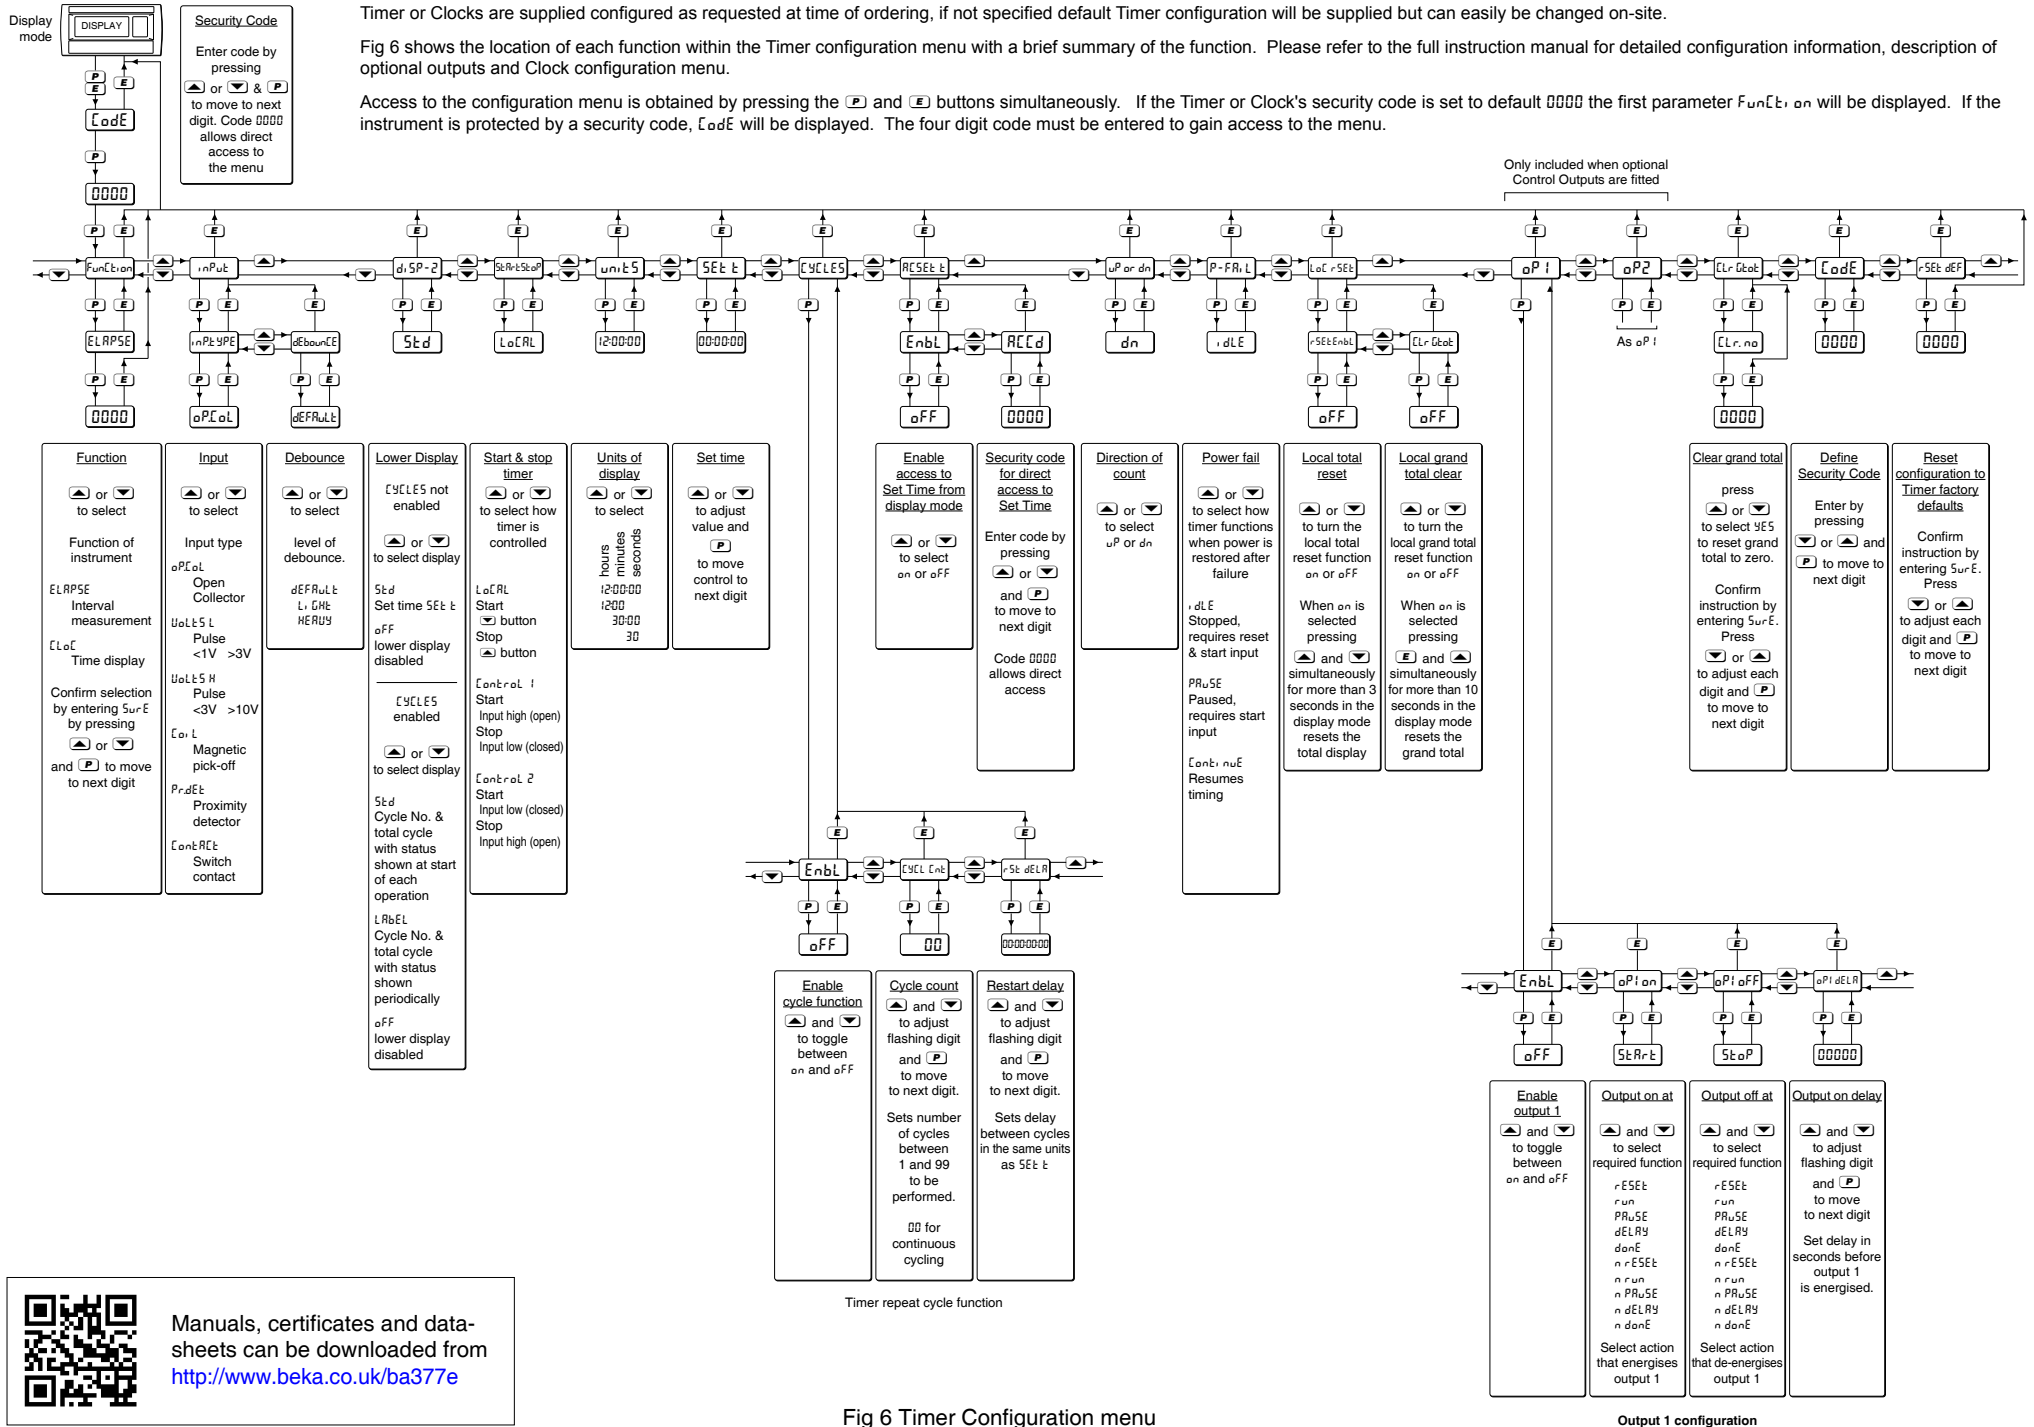 Timer or Clocks are supplied configured as requested at time of ordering, if not specified default Timer configuration will be supplied but can easily be changed on-site.
Fig 6 shows the location of each function within the Timer configuration menu with a brief summary of the function. Please refer to the full instruction manual for detailed configuration information, description of
optional outputs and Clock configuration menu.
Access to the configuration menu is obtained by pressing the P and E buttons simultaneously. If the Timer or Clock's security code is set to default 0000 the first parameter FunCtion will be displayed. If the
instrument is protected by a security code, CodE will be displayed. The four digit code must be entered to gain access to the menu.
Display
mode
DISPLAY
P
E
E
CodE
P
0000
Security Code
Enter code by
pressing
▲ or ▼ & P
to move to next
digit. Code 0000
allows direct
access to
the menu
Only included when optional
Control Outputs are fitted
P E E E E E E E E E E E E E E E E
FunCtion inPut diSP-2 StArtStoP unitS SEt t CYCLES ACSEt t uP or dn P-FAiL LoC rSEt oP1 oP2 CLr Gtot CodE rSEt dEF
P E P E E P E P E P E P E P P E E P E P E P E E P P E P E P E P E
ELAPSE inP.tYPE dEbounCE Std LoCAL 12:00:00 00:00:00 EnbL ACCd dn idLE rSEtEnbL CLr Gtot As oP1 CLr. no 0000 0000
P E P E P E P E P E P E P E P E
0000 oP.CoL dEFAuLt oFF 0000 oFF oFF 0000
Function
▲ or ▼
to select
Function of
instrument
ELAPSE
Interval
measurement
CLoC
Time display
Confirm selection
by entering SurE
by pressing
▲ or ▼
and P to move
to next digit
Input
▲ or ▼
to select
Input type
oP.CoL
Open
Collector
VoLtS L
Pulse
<1V >3V
VoLtS H
Pulse
<3V >10V
CoiL
Magnetic
pick-off
Pr.dEt
Proximity
detector
ContACt
Switch
contact
Debounce
▲ or ▼
to select
level of
debounce.
dEFAuLt
LiGHt
HEAVY
Lower Display
CYCLES not
enabled
▲ or ▼
to select display
Std
Set time SEt t
oFF
lower display
disabled
CYCLES
enabled
▲ or ▼
to select display
Std
Cycle No. &
total cycle
with status
shown at start
of each
operation
LAbEL
Cycle No. &
total cycle
with status
shown
periodically
oFF
lower display
disabled
Start & stop
timer
▲ or ▼
to select how
timer is
controlled
LoCAL
Start
▼ button
Stop
▲ button
ControL 1
Start
Input high (open)
Stop
Input low (closed)
ControL 2
Start
Input low (closed)
Stop
Input high (open)
Units of
display
▲ or ▼
to select
hours
minutes
seconds
12:00:00
12:00
30:00
30
Set time
▲ or ▼
to adjust
value and
P
to move
control to
next digit
Enable
access to
Set Time from
display mode
▲ or ▼
to select
on or oFF
Security code
for direct
access to
Set Time
Enter code by
pressing
▲ or ▼
and P
to move to
next digit
Code 0000
allows direct
access
Direction of
count
▲ or ▼
to select
uP or dn
Power fail
▲ or ▼
to select how
timer functions
when power is
restored after
failure
idLE
Stopped,
requires reset
& start input
PAuSE
Paused,
requires start
input
ContinuE
Resumes
timing
Local total
reset
▲ or ▼
to turn the
local total
reset function
on or oFF
When on is
selected
pressing
▲ and ▼
simultaneously
for more than 3
seconds in the
display mode
resets the
total display
Local grand
total clear
▲ or ▼
to turn the
local grand total
reset function
on or oFF
When on is
selected
pressing
E and ▲
simultaneously
for more than 10
seconds in the
display mode
resets the
grand total
Clear grand total
press
▲ or ▼
to select YES
to reset grand
total to zero.
Confirm
instruction by
entering SurE.
Press
▼ or ▲
to adjust each
digit and P
to move to
next digit
Define
Security Code
Enter by
pressing
▼ or ▲ and
P to move to
next digit
Reset
configuration to
Timer factory
defaults
Confirm
instruction by
entering SurE.
Press
▼ or ▲
to adjust each
digit and P
to move to
next digit
E E E
EnbL CYCL Cnt rSt dELA
P E P E P E
oFF 00 00:00:00:00
Enable
cycle function
▲ and ▼
to toggle
between
on and oFF
Cycle count
▲ and ▼
to adjust
flashing digit
and P
to move
to next digit.
Sets number
of cycles
between
1 and 99
to be
performed.
00 for
continuous
cycling
Restart delay
▲ and ▼
to adjust
flashing digit
and P
to move
to next digit.
Sets delay
between cycles
in the same units
as SEt t
Timer repeat cycle function
E E E E
EnbL oP1 on oP1 oFF oP1 dELA
P E P E P E P E
oFF StArt StoP 00000
Enable
output 1
▲ and ▼
to toggle
between
on and oFF
Output on at
▲ and ▼
to select
required function
rESEt
run
PAuSE
dELAY
donE
n rESEt
n run
n PAuSE
n dELAY
n donE
Select action
that energises
output 1
Output off at
▲ and ▼
to select
required function
rESEt
run
PAuSE
dELAY
donE
n rESEt
n run
n PAuSE
n dELAY
n donE
Select action
that de-energises
output 1
Output on delay
▲ and ▼
to adjust
flashing digit
and P
to move
to next digit
Set delay in
seconds before
output 1
is energised.
Output 1 configuration
Manuals, certificates and data-
sheets can be downloaded from
http://www.beka.co.uk/ba377e
Fig 6 Timer Configuration menu